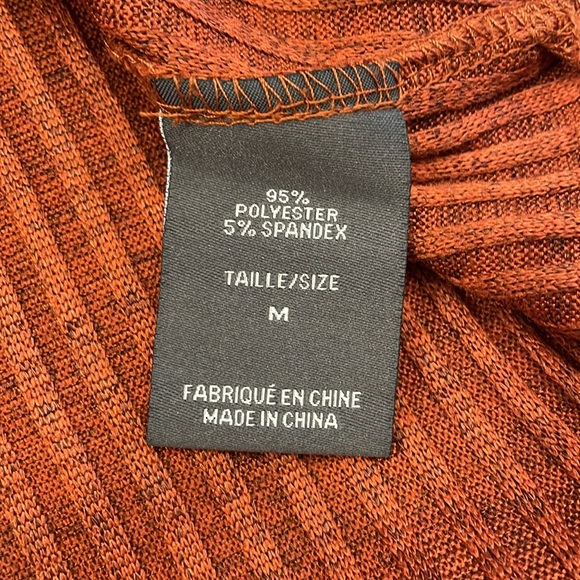 95%
POLYESTER
5% SPANDEX
TAILLE/SIZE
M
FABRIQUÉ EN CHINE
MADE IN CHINA